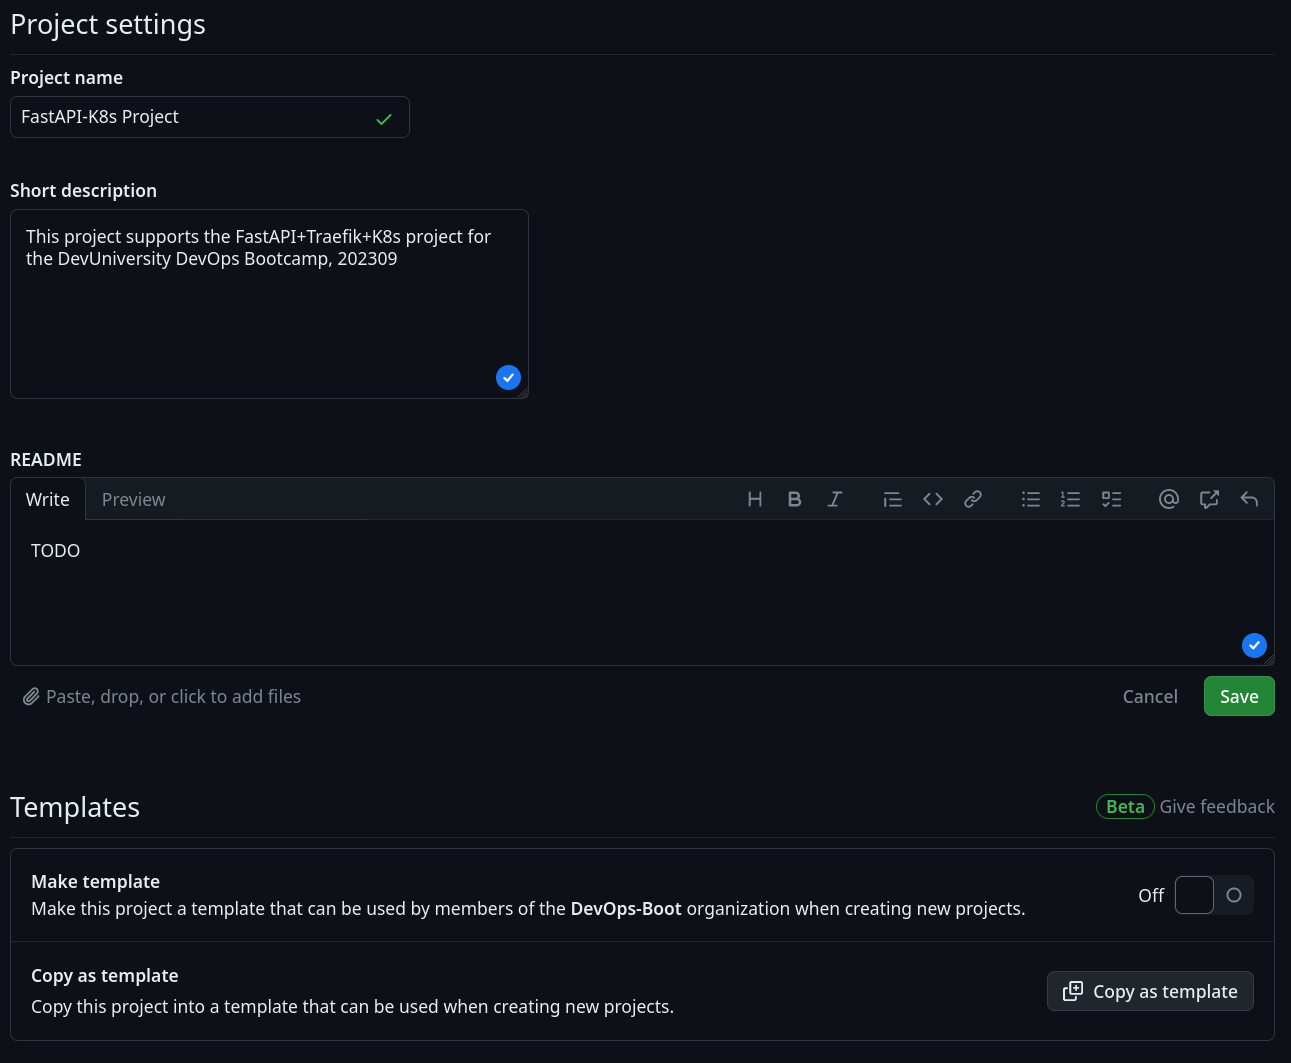 Project settings
Project name
FastAPI-K8s Project
Short description
This project supports the FastAPI+Traefik+K8s project for
the DevUniversity DevOps Bootcamp, 202309
README
Write Preview
TODO
Paste, drop, or click to add files
Cancel Save
Templates
Beta Give feedback
Make template
Make this project a template that can be used by members of the DevOps-Boot organization when creating new projects.
Off
Copy as template
Copy this project into a template that can be used when creating new projects.
Copy as template